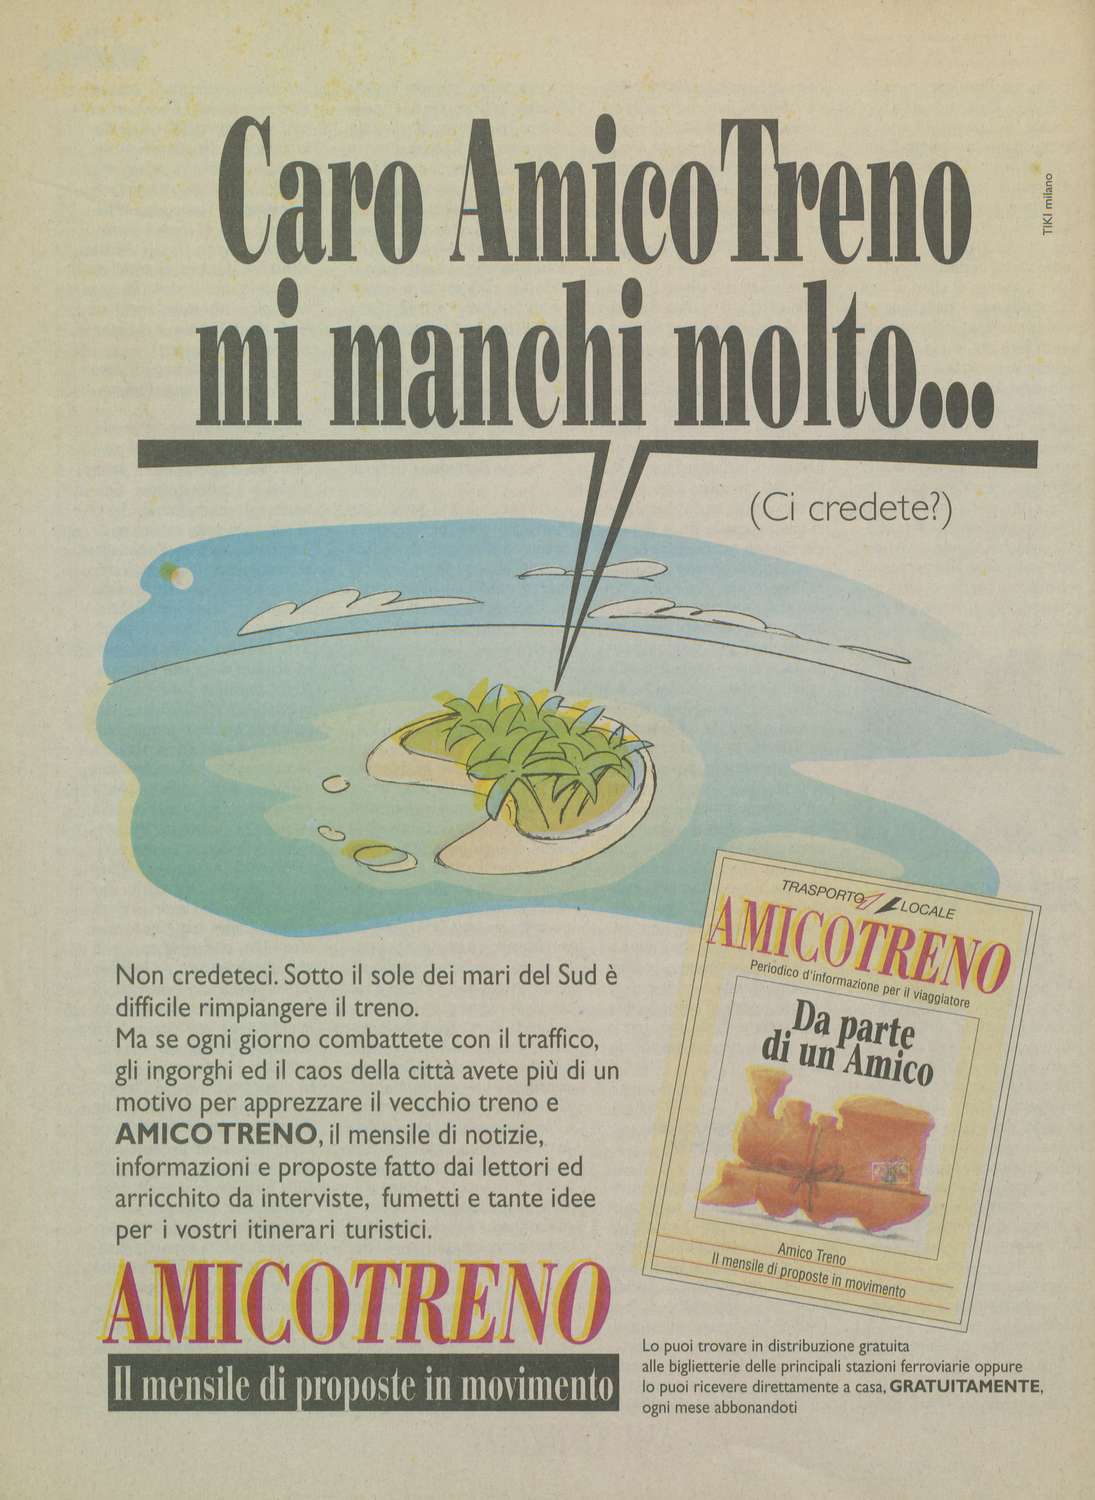 Caro AmicoTreno
mi manchi molto...
TIKI milano
(Ci credete?)
Non credeteci. Sotto il sole dei mari del Sud è
difficile rimpiangere il treno.
Ma se ogni giorno combattete con il traffico,
gli ingorghi ed il caos della città avete più di un
motivo per apprezzare il vecchio treno e
AMICO TRENO, il mensile di notizie,
informazioni e proposte fatto dai lettori ed
arricchito da interviste, fumetti e tante idee
per i vostri itinerari turistici.
AMICOTRENO
Il mensile di proposte in movimento
TRASPORTO LOCALE
AMICOTRENO
Periodico d'informazione per il viaggiatore
Da parte
di un Amico
Amico Treno
Il mensile di proposte in movimento
Lo puoi trovare in distribuzione gratuita
alle biglietterie delle principali stazioni ferroviarie oppure
lo puoi ricevere direttamente a casa, GRATUITAMENTE,
ogni mese abbonandoti